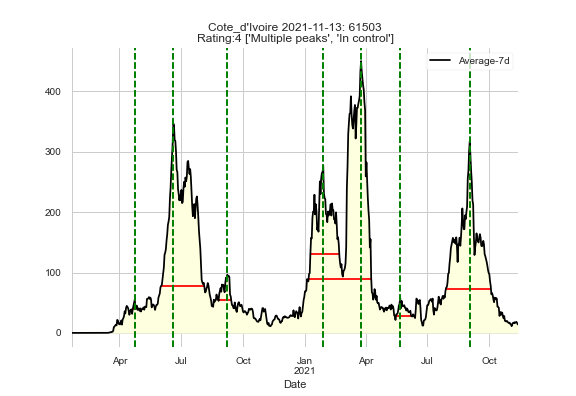 Cote_d'Ivoire 2021-11-13: 61503
Rating:4 ['Multiple peaks', 'In control']
Average-7d
400
300
200
100
0
Apr Jul Oct Jan Apr Jul Oct
2021
Date